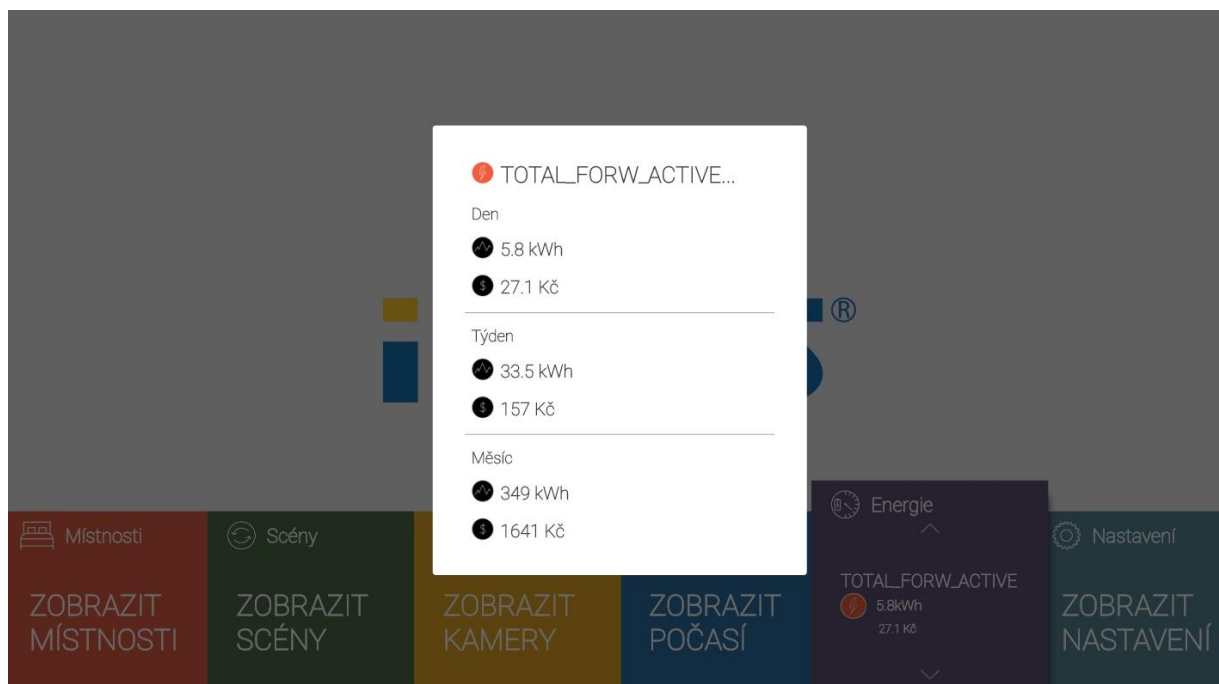 TOTAL_FORW_ACTIVE...
Den
5.8 kWh
$ 27.1 Kč
®
Týden
33.5 kWh
$ 157 Kč
Měsíc
349 kWh
$ 1641 Kč
Místnosti
ZOBRAZIT
MÍSTNOSTI
Scény
ZOBRAZIT
SCÉNY
ZOBRAZIT
KAMERY
ZOBRAZIT
POČASÍ
Energie
TOTAL_FORW_ACTIVE
5.8kWh
27.1 Kč
Nastavení
ZOBRAZIT
NASTAVENÍ